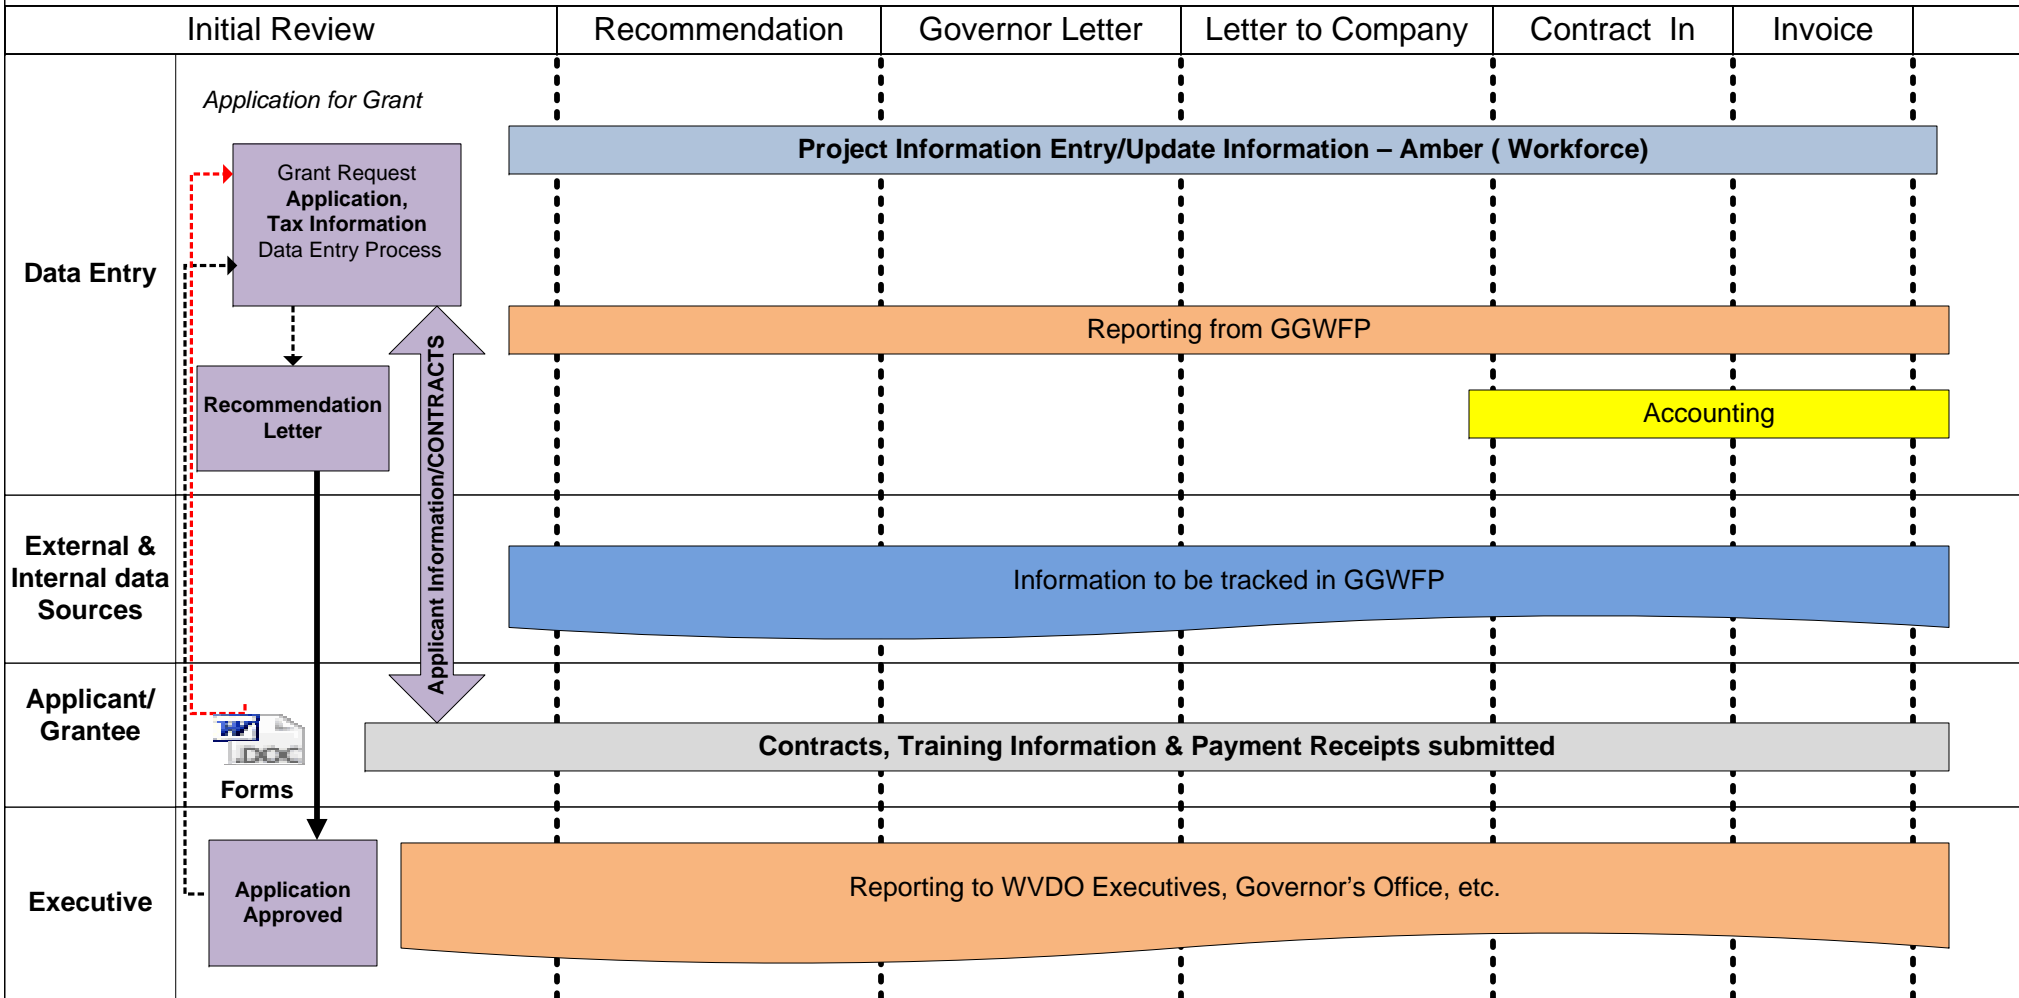 Initial Review
Recommendation
Governor Letter
Letter to Company
Contract  In
Invoice
Data Entry
Application for Grant
Grant Request
Application,
Tax Information
Data Entry Process
Recommendation
Letter
Applicant Information/CONTRACTS
Project Information Entry/Update Information – Amber ( Workforce)
Reporting from GGWFP
Accounting
External &
Internal data
Sources
Information to be tracked in GGWFP
Applicant/
Grantee
W
.DOC
Forms
Contracts, Training Information & Payment Receipts submitted
Executive
Application
Approved
Reporting to WVDO Executives, Governor’s Office, etc.